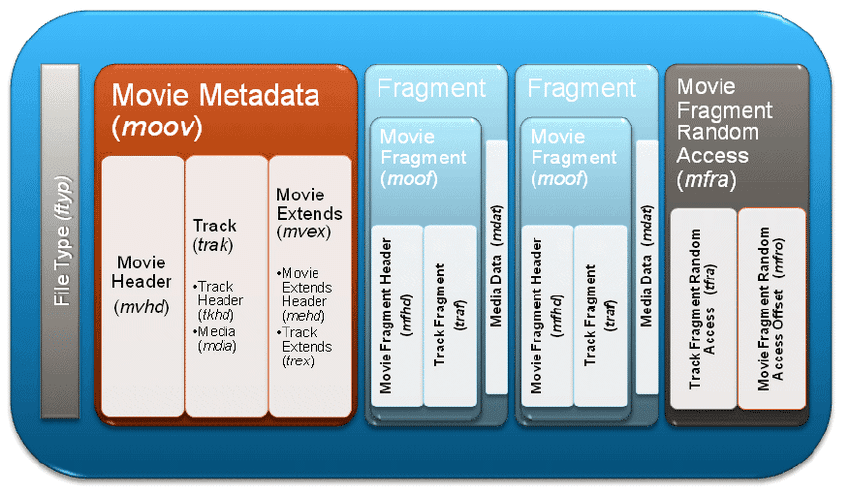 File Type (ftyp)
Movie Metadata
(moov)
Movie
Header
(mvhd)
Track
(trak)
•Track
Header
(tkhd)
•Media
(mdia)
Movie
Extends
(mvex)
•Movie
Extends
Header
(mehd)
•Track
Extends
(trex)
Fragment
Movie
Fragment
(moof)
Movie Fragment Header
(mfhd)
Track Fragment
(traf)
Media Data (mdat)
Fragment
Movie
Fragment
(moof)
Movie Fragment Header
(mfhd)
Track Fragment
(traf)
Media Data (mdat)
Movie
Fragment
Random
Access
(mfra)
Track Fragment Random
Access (tfra)
Movie Fragment Random
Access Offset (mfro)